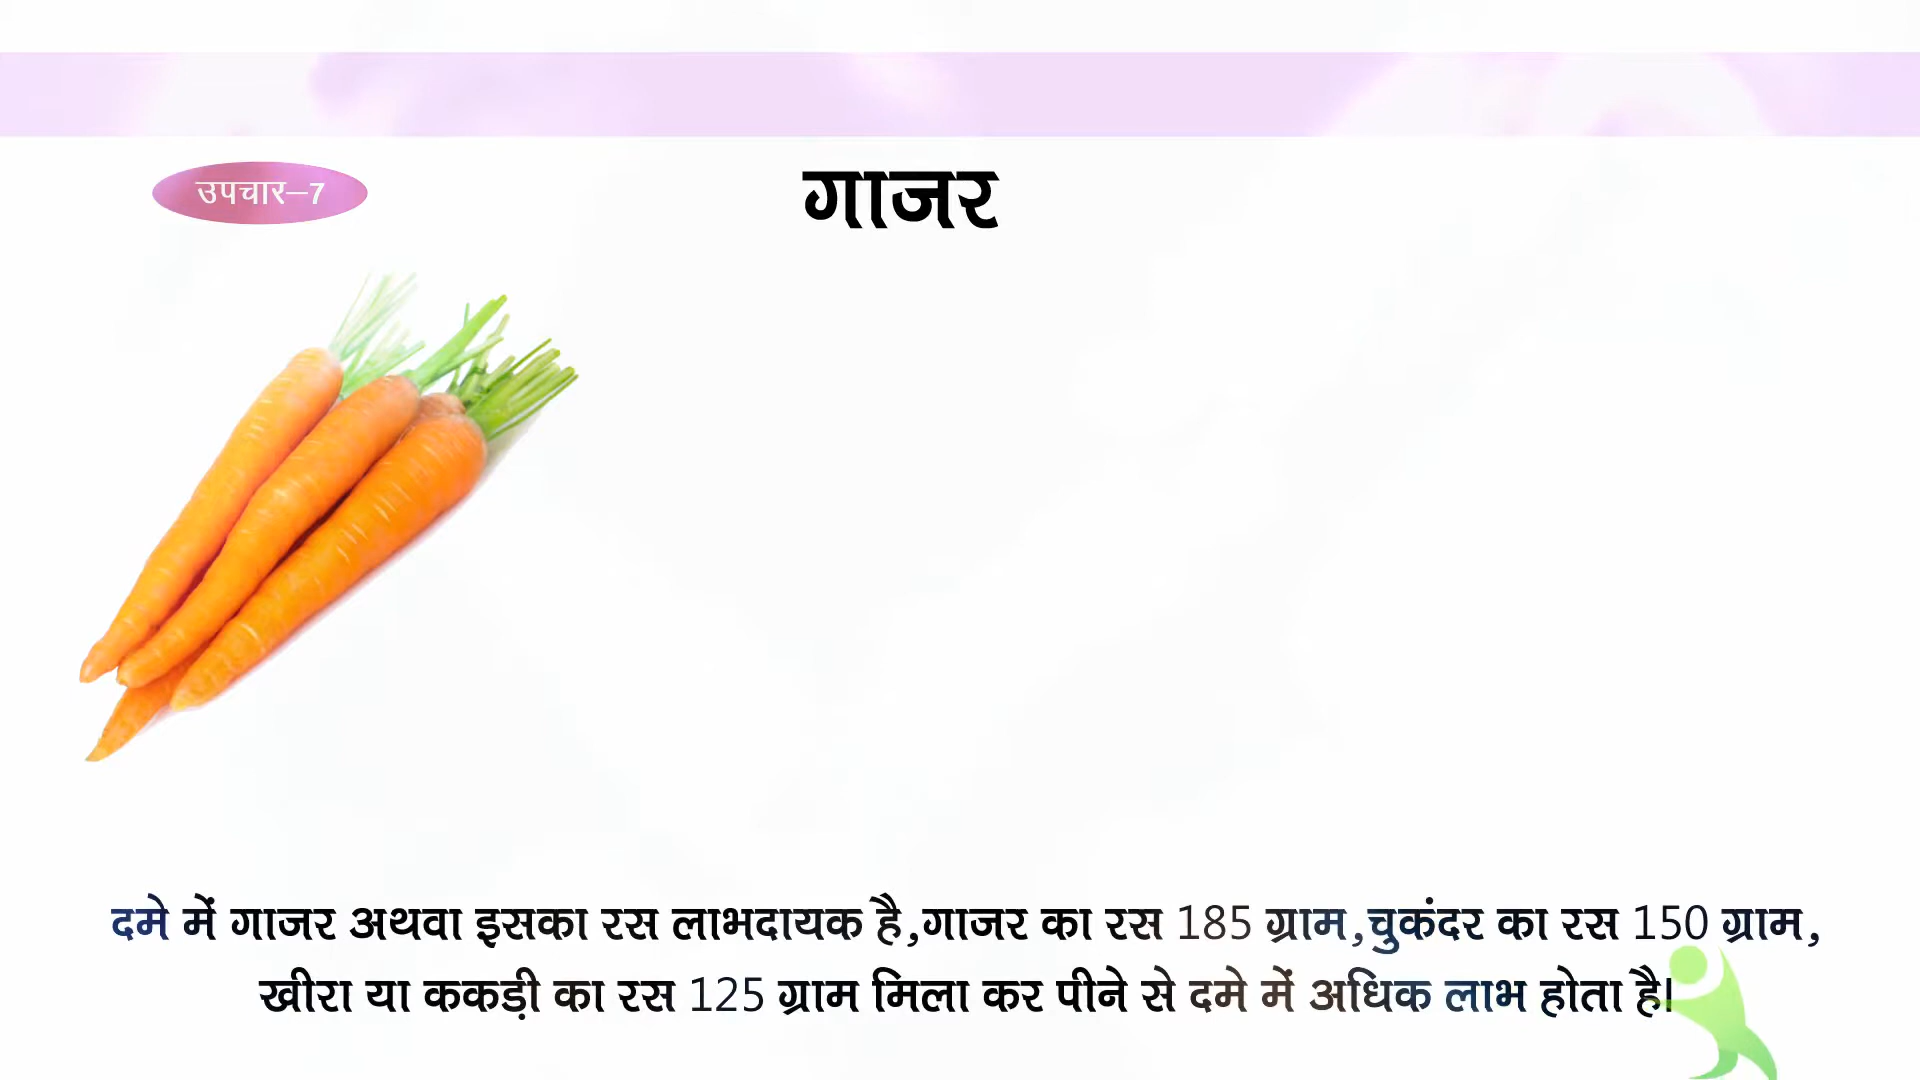 उपचार–7
गाजर
दमे में गाजर अथवा इसका रस लाभदायक है,गाजर का रस 185 ग्राम,चुकंदर का रस 150 ग्राम,
खीरा या ककड़ी का रस 125 ग्राम मिला कर पीने से दमे में अधिक लाभ होता है।